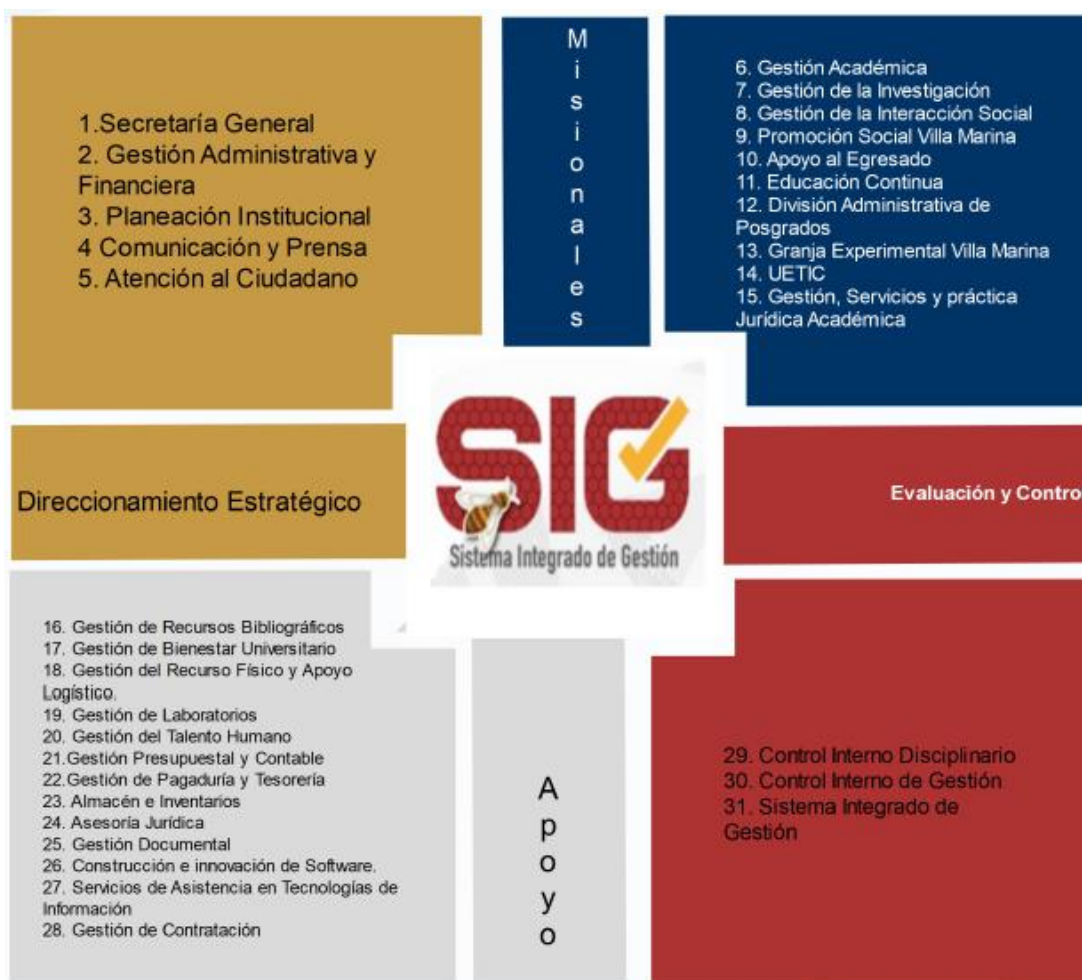 1.Secretaría General
2. Gestión Administrativa y
Financiera
3. Planeación Institucional
4 Comunicación y Prensa
5. Atención al Ciudadano
Misionales
6. Gestión Académica
7. Gestión de la Investigación
8. Gestión de la Interacción Social
9. Promoción Social Villa Marina
10. Apoyo al Egresado
11. Educación Continua
12. División Administrativa de
Posgrados
13. Granja Experimental Villa Marina
14. UETIC
15. Gestión, Servicios y práctica
Jurídica Académica
Direccionamiento Estratégico
SIG
Sistema Integrado de Gestión
Evaluación y Contro
16. Gestión de Recursos Bibliográficos
17. Gestión de Bienestar Universitario
18. Gestión del Recurso Físico y Apoyo
Logístico.
19. Gestión de Laboratorios
20. Gestión del Talento Humano
21.Gestión Presupuestal y Contable
22.Gestión de Pagaduría y Tesorería
23. Almacén e Inventarios
24. Asesoría Jurídica
25. Gestión Documental
26. Construcción e innovación de Software.
27. Servicios de Asistencia en Tecnologías de
Información
28. Gestión de Contratación
Apoyo
29. Control Interno Disciplinario
30. Control Interno de Gestión
31. Sistema Integrado de
Gestión